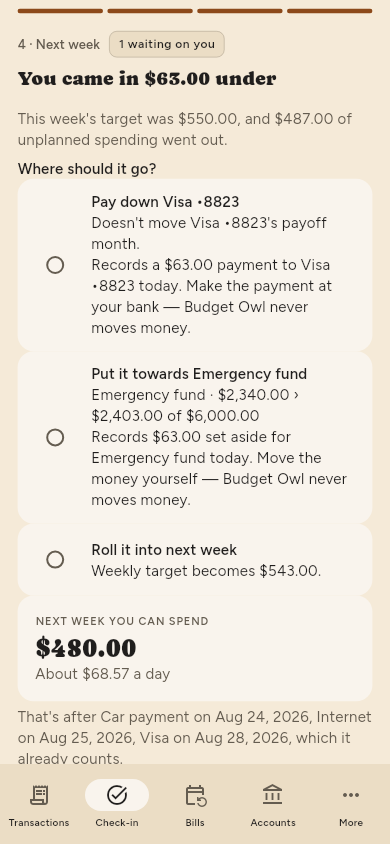 4 · Next week 1 waiting on you
You came in $63.00 under
This week's target was $550.00, and $487.00 of
unplanned spending went out.
Where should it go?
Pay down Visa •8823
Doesn't move Visa •8823's payoff
month.
Records a $63.00 payment to Visa
•8823 today. Make the payment at
your bank — Budget Owl never
moves money.
Put it towards Emergency fund
Emergency fund · $2,340.00 ›
$2,403.00 of $6,000.00
Records $63.00 set aside for
Emergency fund today. Move the
money yourself — Budget Owl never
moves money.
Roll it into next week
Weekly target becomes $543.00.
NEXT WEEK YOU CAN SPEND
$480.00
About $68.57 a day
That's after Car payment on Aug 24, 2026, Internet
on Aug 25, 2026, Visa on Aug 28, 2026, which it
already counts.
Transactions Check-in Bills Accounts More